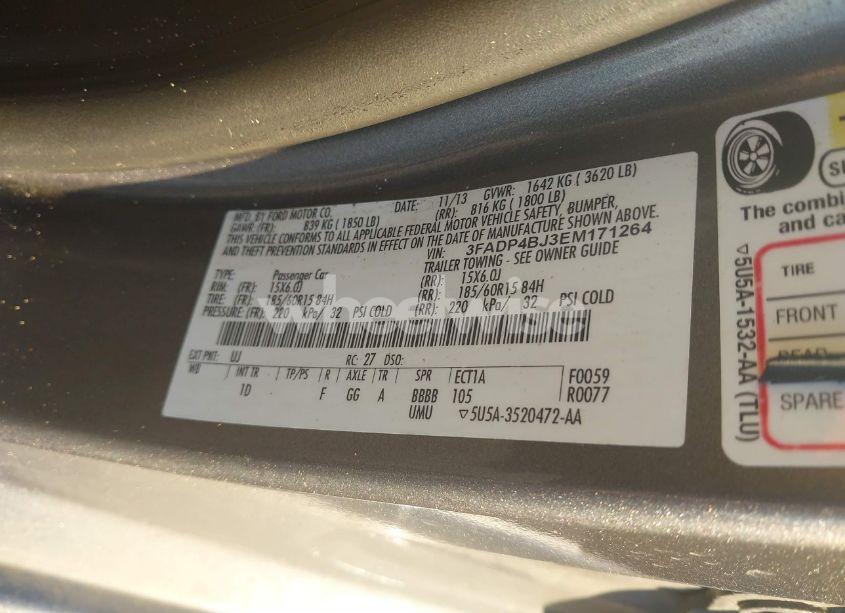 MFD. BY FORD MOTOR CO.
DATE: 11/13 GVWR: 1642 KG ( 3620 LB)
GAWR: (FR): 839 KG ( 1850 LB) (RR): 816 KG ( 1800 LB)
THIS VEHICLE CONFORMS TO ALL APPLICABLE FEDERAL MOTOR VEHICLE SAFETY, BUMPER,
AND THEFT PREVENTION STANDARDS IN EFFECT ON THE DATE OF MANUFACTURE SHOWN ABOVE.
VIN: 3FADP4BJ3EM171264
TYPE: Passenger Car TRAILER TOWING - SEE OWNER GUIDE
RIM: (FR): 15X6.0J (RR): 15X6.0J
TIRE: (FR): 185/60R15 84H (RR): 185/60R15 84H
PRESSURE: (FR): 220 kPa/ 32 PSI COLD (RR): 220 kPa/ 32 PSI COLD
EXT PNT: UJ RC: 27 DSO:
WB INT TR TP/PS R AXLE TR SPR ECT1A F0059
1D F GG A BBBB 105 R0077
UMU ▽5U5A-3520472-AA
▽5U5A-1532-AA (TLU)
The combi
and ca
TIRE
FRONT
REAR
SPARE
wheelwise